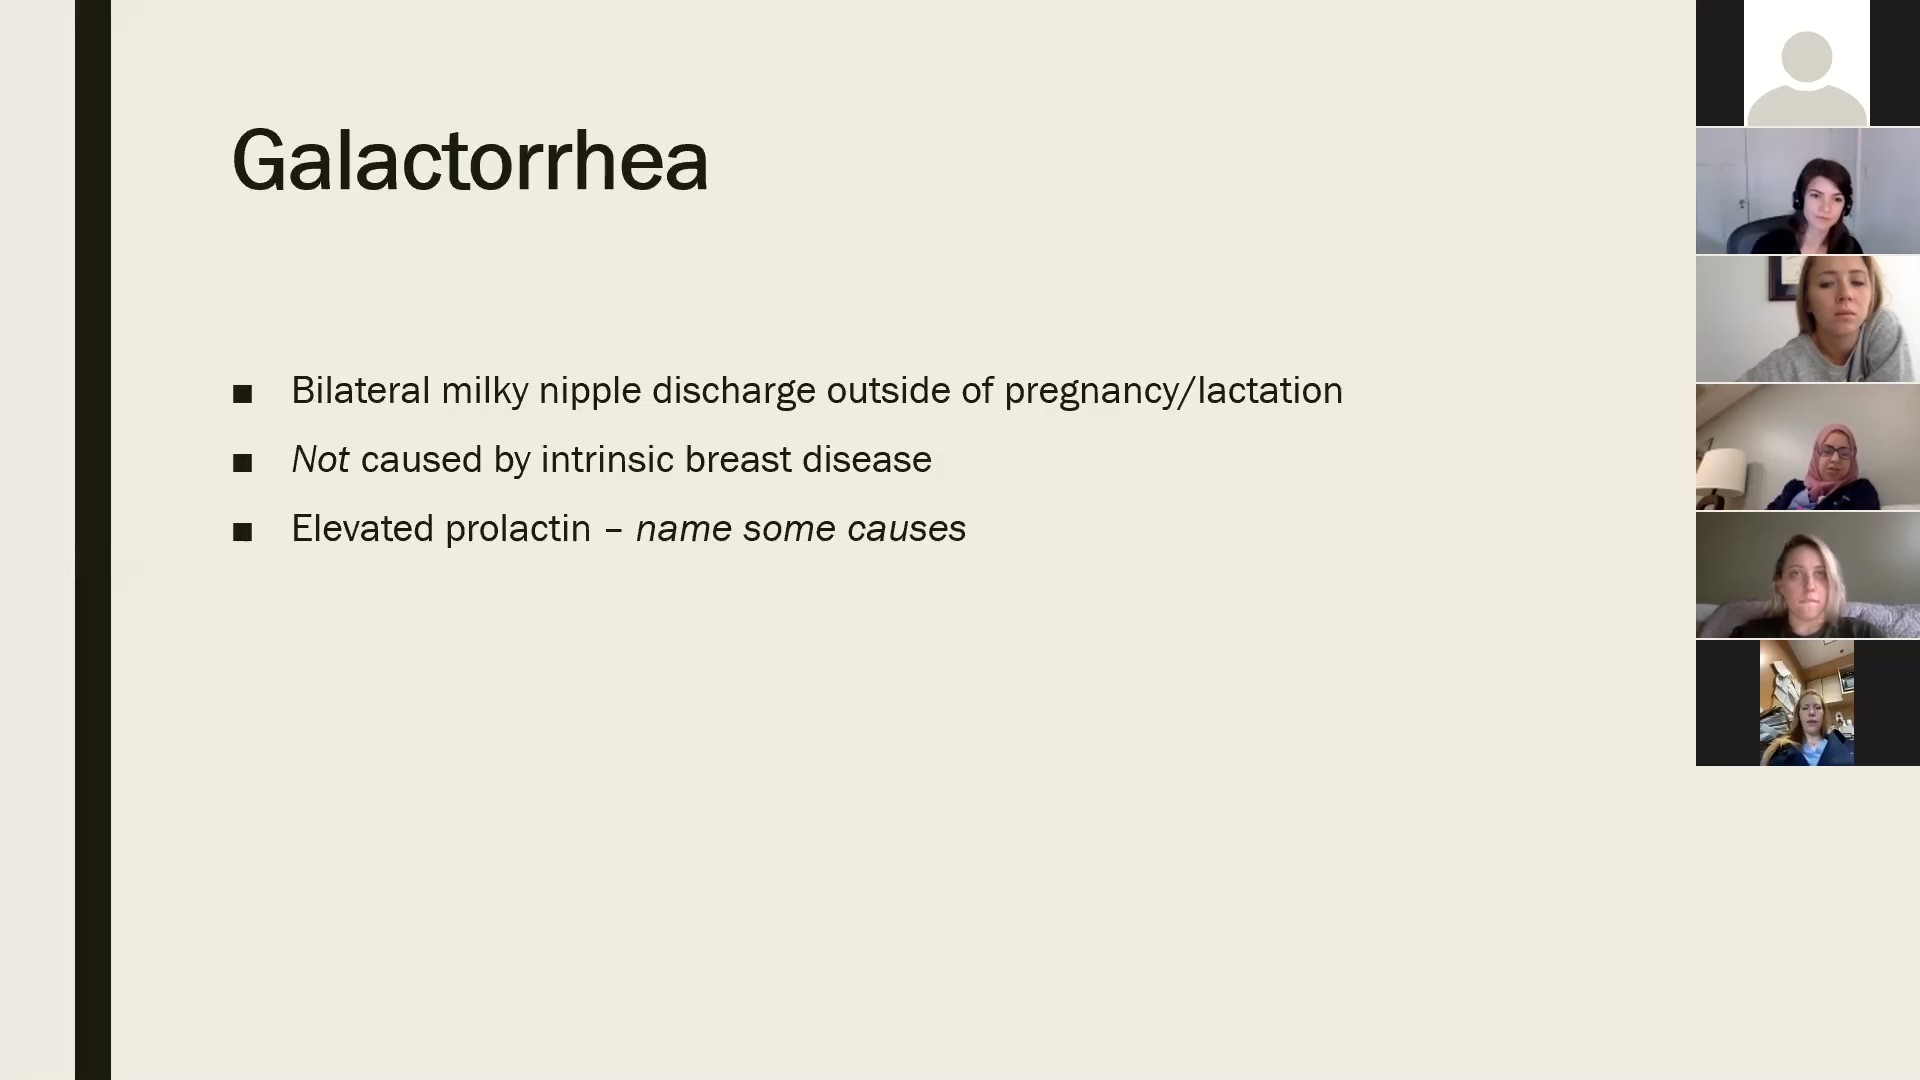 Galactorrhea
■ Bilateral milky nipple discharge outside of pregnancy/lactation
■ Not caused by intrinsic breast disease
■ Elevated prolactin – name some causes